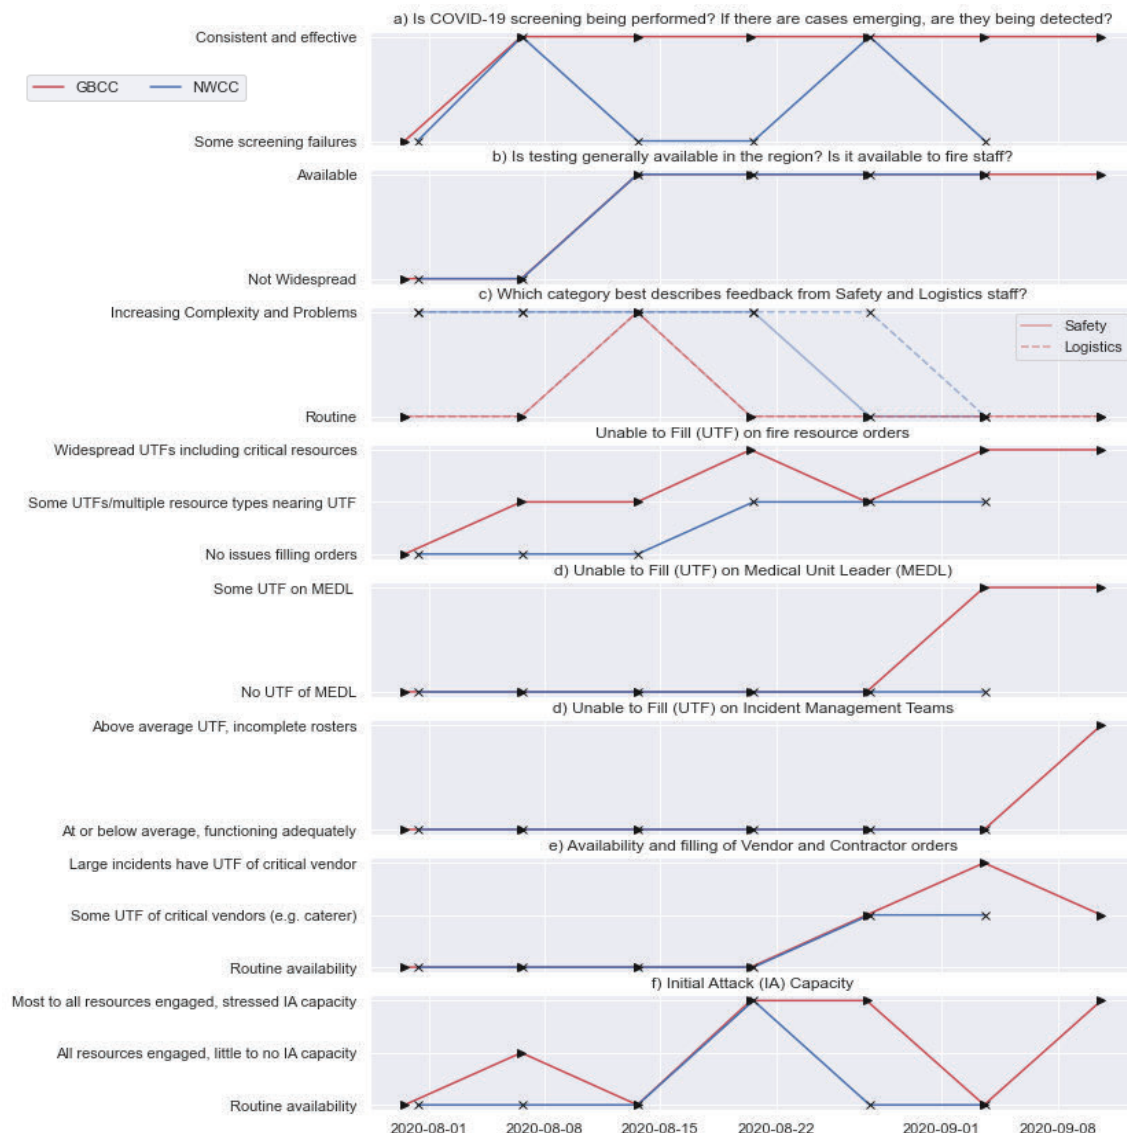 a) Is COVID-19 screening being performed? If there are cases emerging, are they being detected?
Consistent and effective
GBCC NWCC
Some screening failures
b) Is testing generally available in the region? Is it available to fire staff?
Available
Not Widespread
c) Which category best describes feedback from Safety and Logistics staff?
Increasing Complexity and Problems
Safety
Logistics
Routine
Unable to Fill (UTF) on fire resource orders
Widespread UTFs including critical resources
Some UTFs/multiple resource types nearing UTF
No issues filling orders
d) Unable to Fill (UTF) on Medical Unit Leader (MEDL)
Some UTF on MEDL
No UTF of MEDL
d) Unable to Fill (UTF) on Incident Management Teams
Above average UTF, incomplete rosters
At or below average, functioning adequately
e) Availability and filling of Vendor and Contractor orders
Large incidents have UTF of critical vendor
Some UTF of critical vendors (e.g. caterer)
Routine availability
f) Initial Attack (IA) Capacity
Most to all resources engaged, stressed IA capacity
All resources engaged, little to no IA capacity
Routine availability
2020-08-01 2020-08-08 2020-08-15 2020-08-22 2020-09-01 2020-09-08